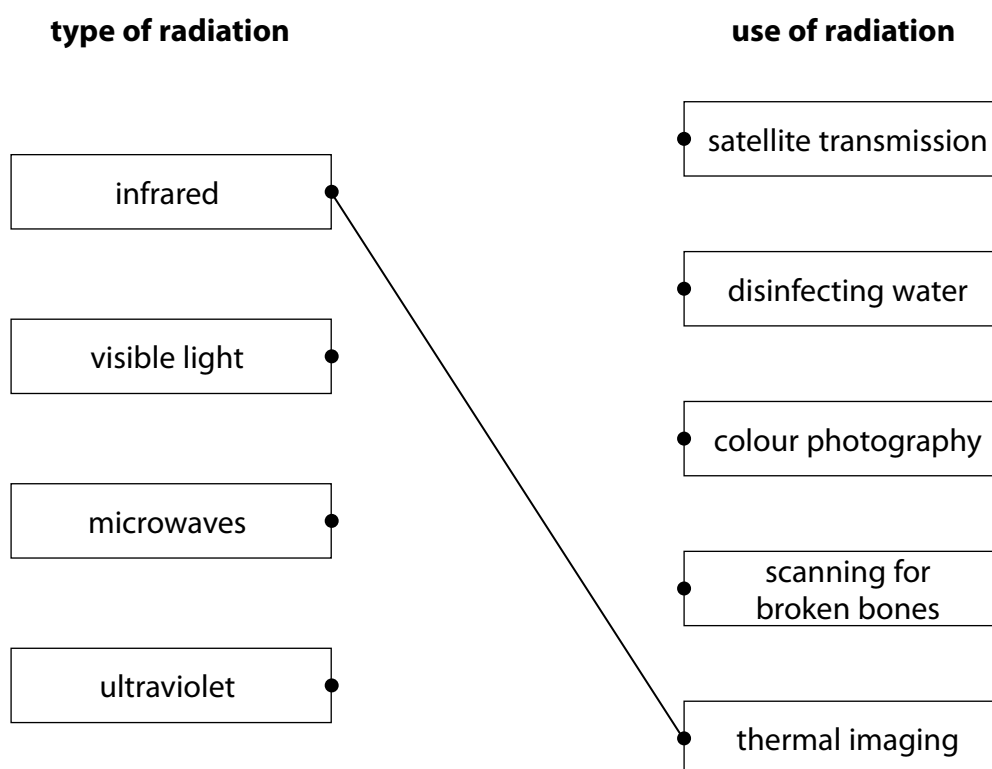 type of radiation
use of radiation
infrared
visible light
microwaves
ultraviolet
satellite transmission
disinfecting water
colour photography
scanning for
broken bones
thermal imaging